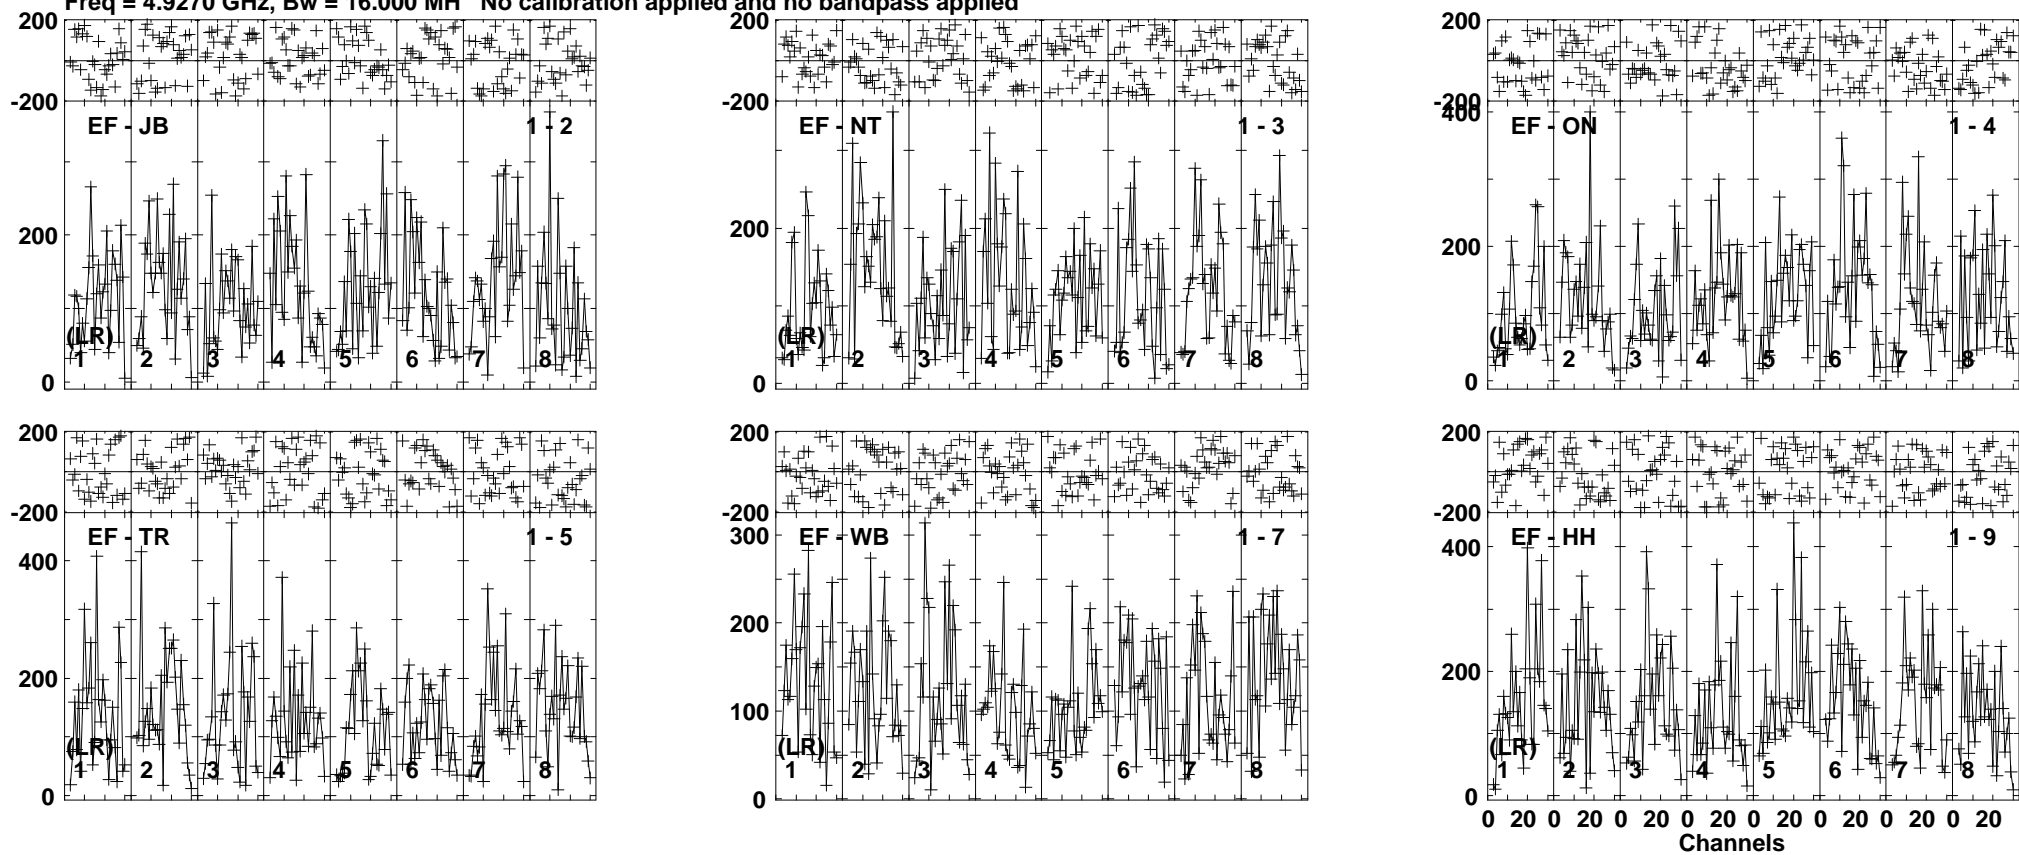 Freq = 4.9270 GHz, Bw = 16.000 MH No calibration applied and no bandpass applied
200
-200
EF - JB 1 - 2
200
(LR)
1 2 3 4 5 6 7 8
0
200
-200
EF - NT 1 - 3
200
(LR)
1 2 3 4 5 6 7 8
0
200
-200
400
EF - ON 1 - 4
200
(LR)
1 2 3 4 5 6 7 8
0
200
-200
EF - TR 1 - 5
400
200
(LR)
1 2 3 4 5 6 7 8
0
200
-200
300
EF - WB 1 - 7
200
100
(LR)
1 2 3 4 5 6 7 8
0
200
-200
EF - HH 1 - 9
400
200
(LR)
1 2 3 4 5 6 7 8
0
0 20 0 20 0 20 0 20 0 20 0 20 0 20 0 20
Channels